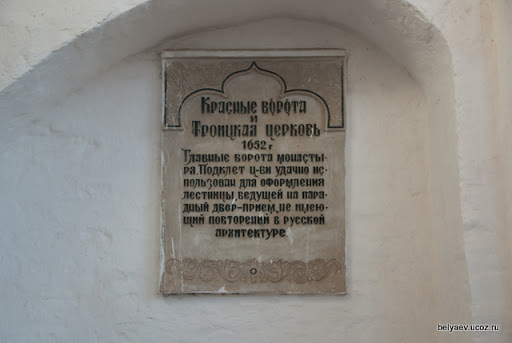 Красные ворота
и
Троицкая церковь
1652 г
Главные ворота монасты-
ря. Подклет ц-ви удачно ис-
пользован для оформления
лестницы, ведущей на пара-
дный двор-прием, не имею-
щий повторений в русской
архитектуре.
belyaev.ucoz.ru